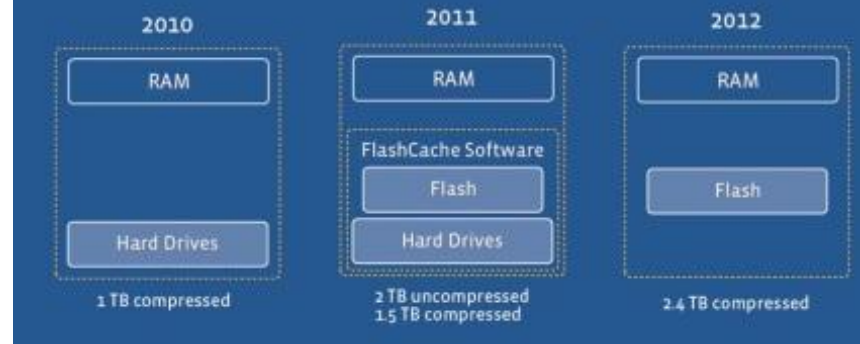 2010
2011
2012
RAM
RAM
RAM
FlashCache Software
Flash
Flash
Hard Drives
Hard Drives
1 TB compressed
2 TB uncompressed
1.5 TB compressed
2.4 TB compressed